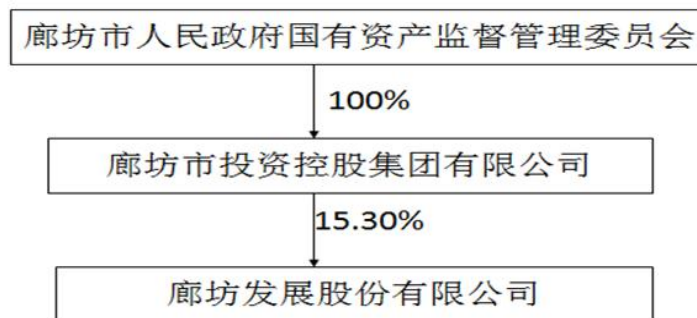 廊坊市人民政府国有资产监督管理委员会
100%
廊坊市投资控股集团有限公司
15.30%
廊坊发展股份有限公司